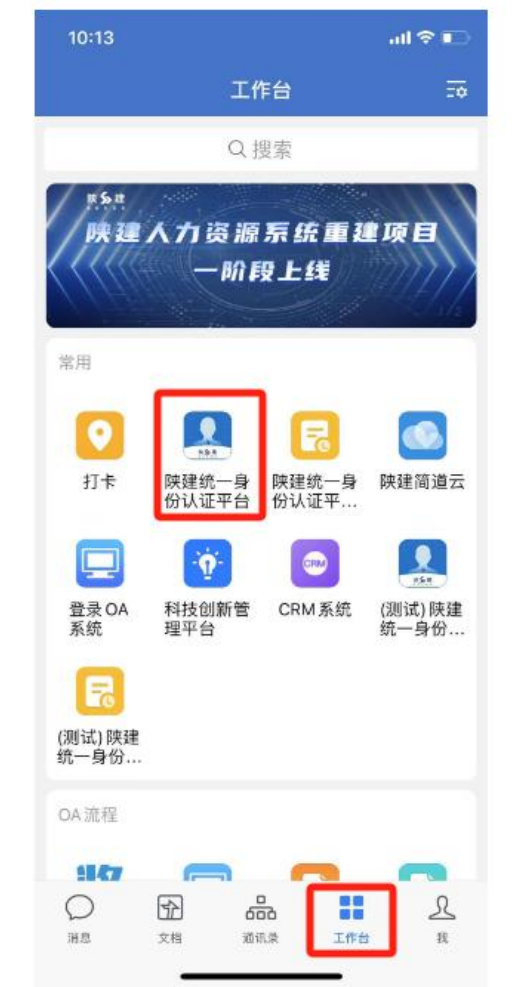 10:13
工作台
搜索
陕建
陕建人力资源系统重建项目
一阶段上线
1/2
常用
打卡
陕建统一身
份认证平台
陕建统一身
份认证平...
陕建简道云
登录OA
系统
科技创新管
理平台
CRM
CRM系统
(测试)陕建
统一身份...
(测试)陕建
统一身份...
OA流程
消息
文档
通讯录
工作台
我